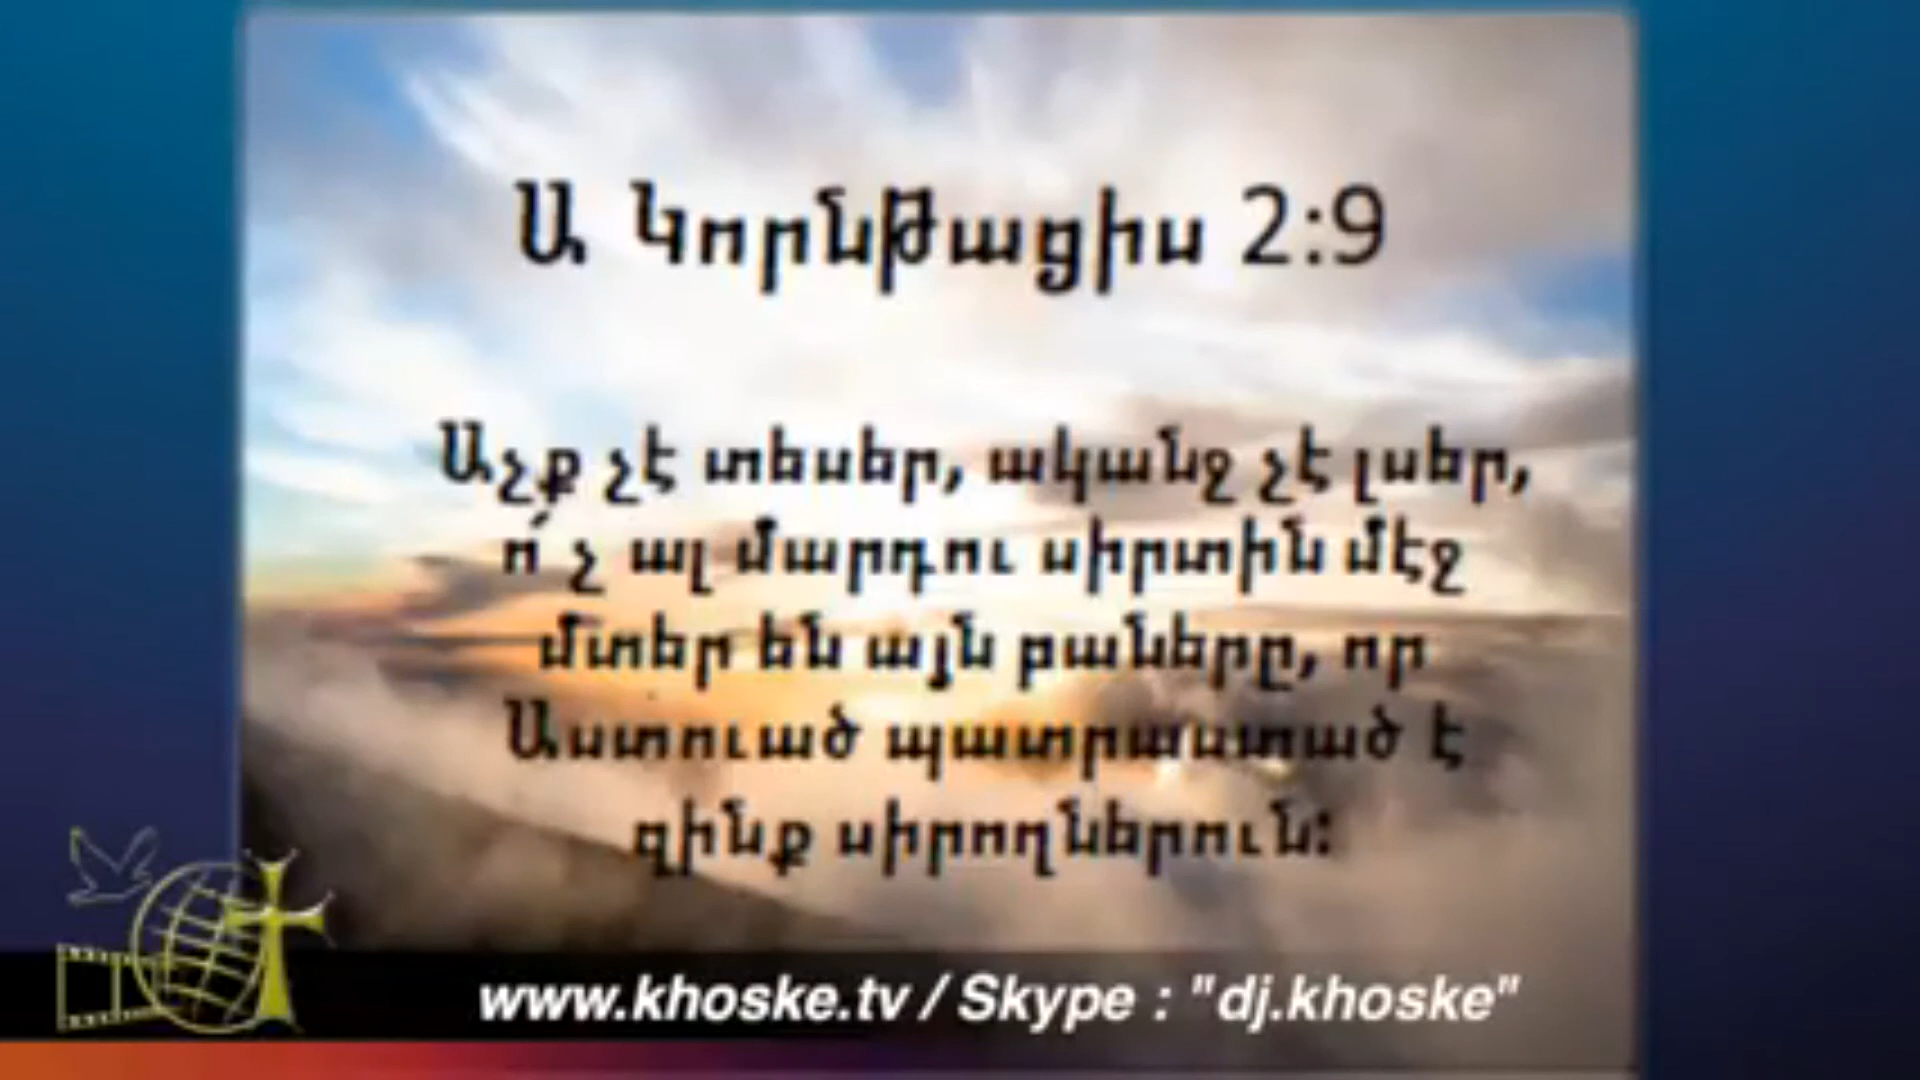 Ա Կորնթացիս 2:9
Աչք չէ տեսեր, ականջ չէ լսեր,
ո՛չ ալ մարդու սիրտին մէջ
մտեր են այն բաները, որ
Աստուած պատրաստած է
զինք սիրողներուն:
www.khoske.tv / Skype : "dj.khoske"